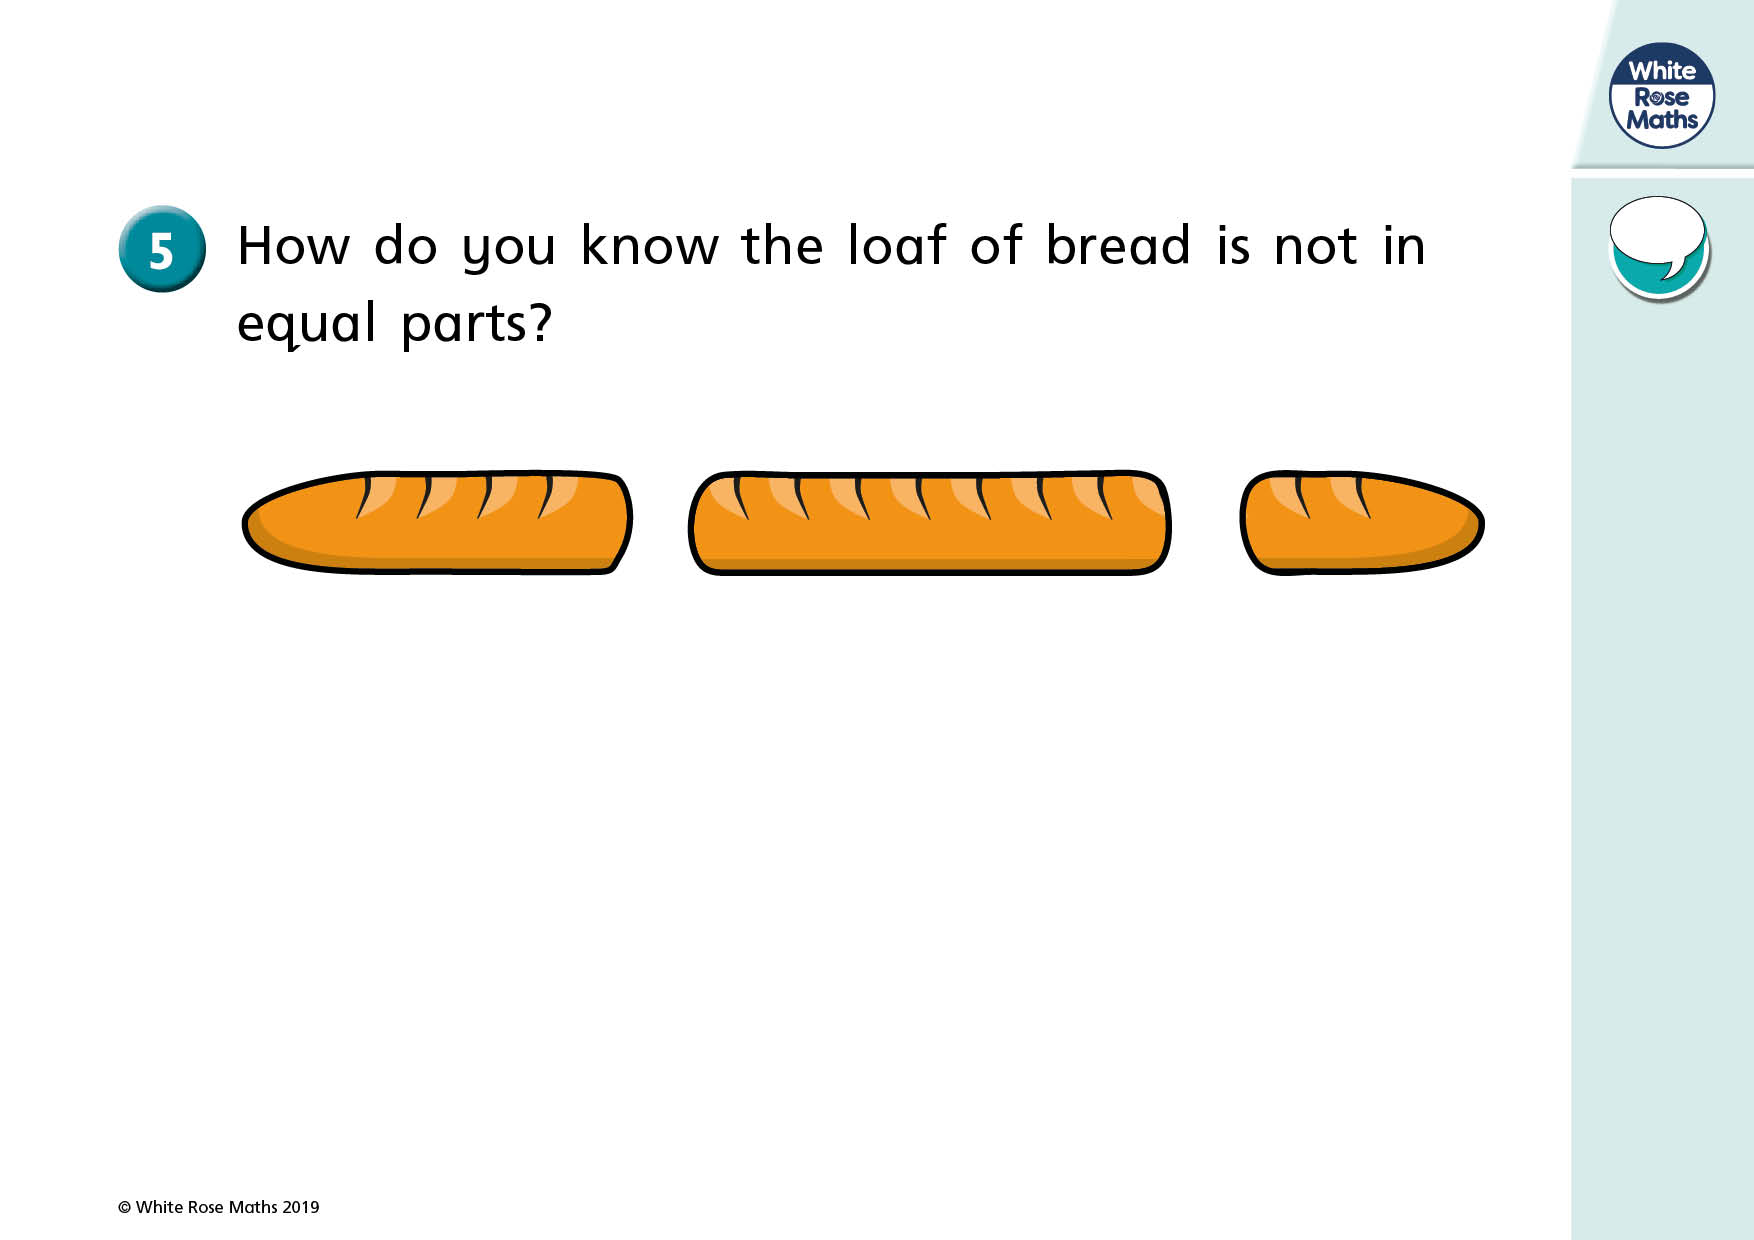 White
Rose
Maths
5 How do you know the loaf of bread is not in
equal parts?
© White Rose Maths 2019